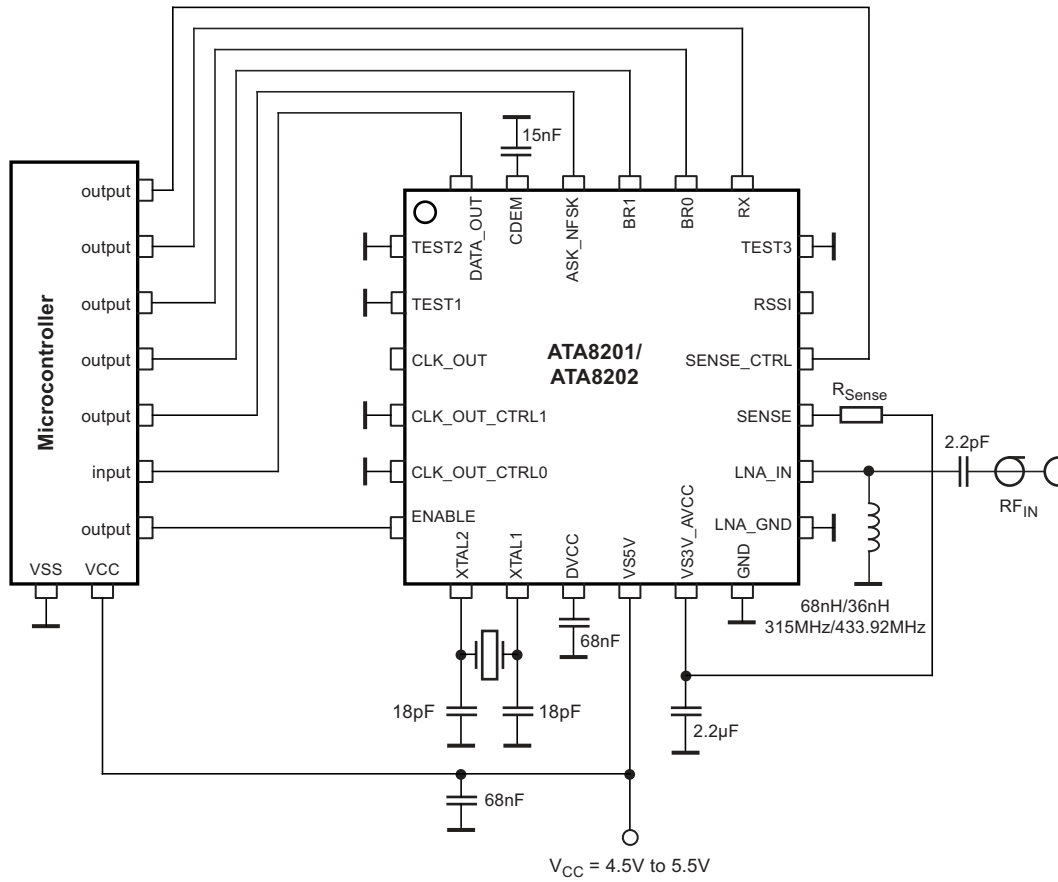 15nF
output
output
output
output
output
input
output
Microcontroller
VSS
VCC
DATA_OUT
CDEM
ASK_NFSK
BR1
BR0
RX
TEST2
TEST1
CLK_OUT
CLK_OUT_CTRL1
CLK_OUT_CTRL0
ENABLE
ATA8201/
ATA8202
TEST3
RSSI
SENSE_CTRL
SENSE
LNA_IN
LNA_GND
XTAL2
XTAL1
DVCC
VS5V
VS3V_AVCC
GND
RSense
2.2pF
RFIN
68nH/36nH
315MHz/433.92MHz
68nF
18pF
18pF
2.2µF
68nF
VCC = 4.5V to 5.5V